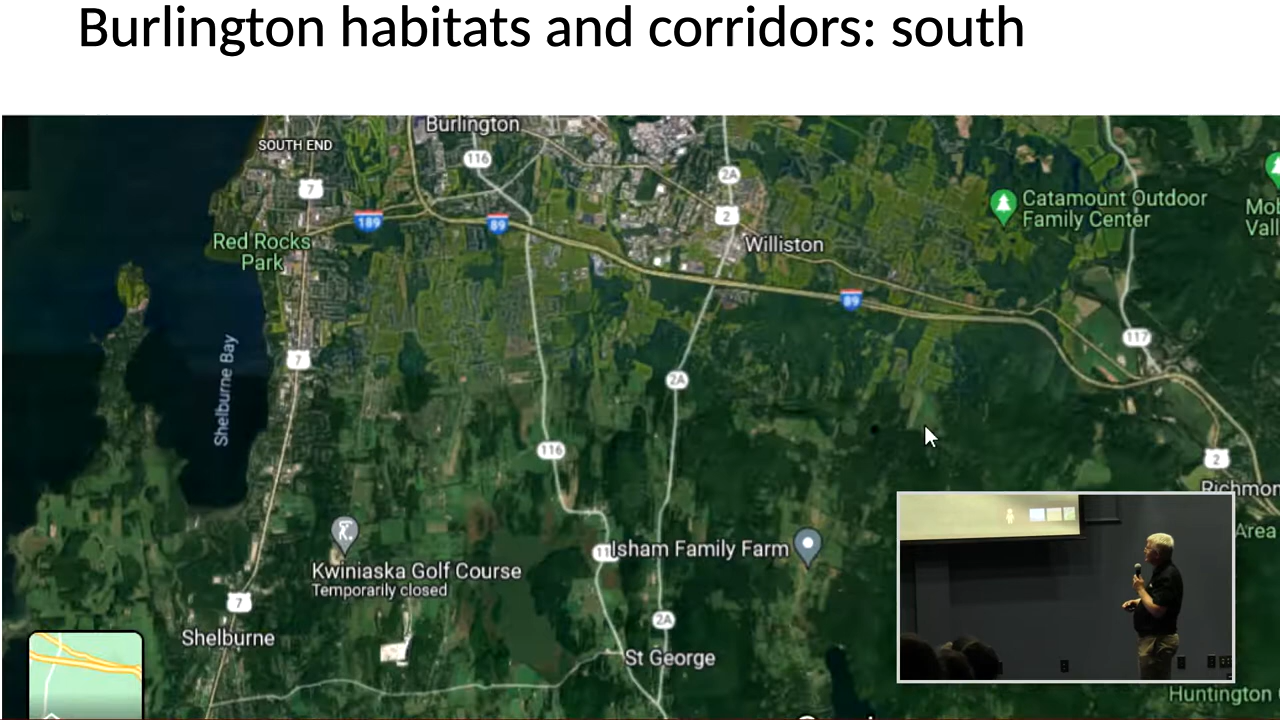 Burlington habitats and corridors: south
Burlington
SOUTH END
116
7
2A
189
89
2
Catamount Outdoor
Family Center
Red Rocks
Park
Williston
89
117
7
Shelburne Bay
2A
116
2
Isham Family Farm
Area
Kwiniaska Golf Course
Temporarily closed
7
2A
Shelburne
St George
Huntington